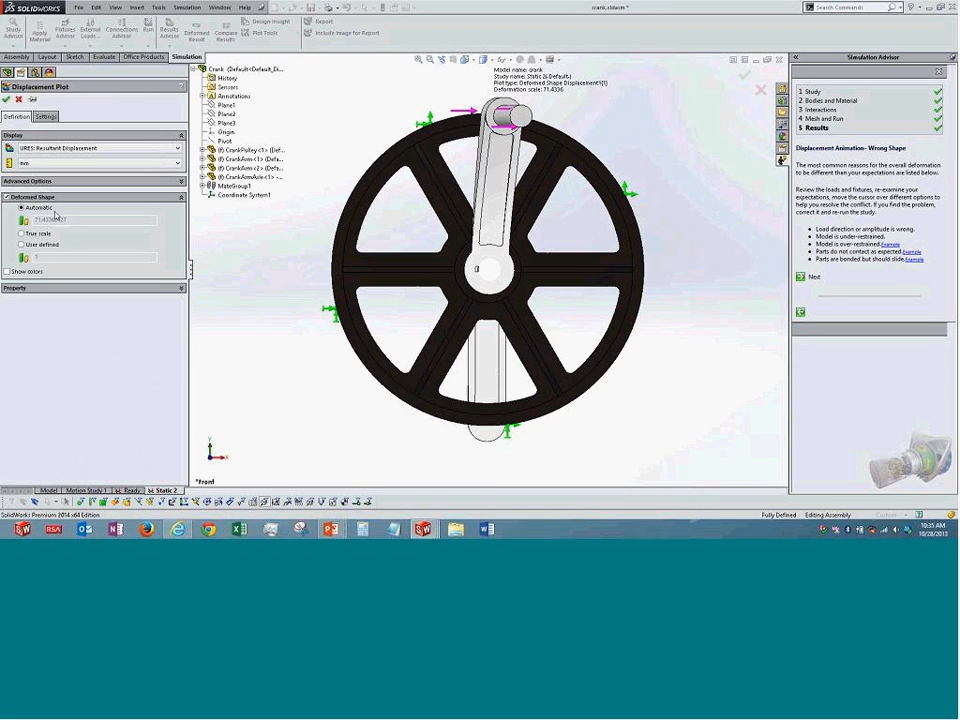 SOLIDWORKS File Edit View Insert Tools Simulation Window Help crank.sldasm * Search Commands
Study Advisor Apply Material Fixtures Advisor External Loads... Connections Advisor Run Results Advisor Deformed Result Compare Results Design Insight Plot Tools Report Include Image for Report
Assembly Layout Sketch Evaluate Office Products Simulation
Displacement Plot
Definition Settings
Display
URES: Resultant Displacement
mm
Advanced Options
Deformed Shape
Automatic
True scale
User defined
1
Show colors
Property
Crank (Default<Default_Di...
History
Sensors
Annotations
Plane1
Plane2
Plane3
Origin
Pivot
(f) CrankPulley<1> (Def...
(f) CrankArm<1> (Defa...
(f) CrankArm<2> (Defa...
(f) CrankArmAxle<1> (...
MateGroup1
Coordinate System1
Model name: crank
Study name: Static 2(-Default-)
Plot type: Deformed Shape Displacement1{1}
Deformation scale: 71.4336
Y
X
*Front
Simulation Advisor
1 Study
2 Bodies and Material
3 Interactions
4 Mesh and Run
5 Results
Displacement Animation- Wrong Shape
The most common reasons for the overall deformation
to be different than your expectations are listed below.
Review the loads and fixtures, re-examine your
expectations, move the cursor over different options to
help you resolve the conflict. If you find the problem,
correct it and re-run the study.
Load direction or amplitude is wrong.
Model is under-restrained.
Model is over-restrained. Example
Parts do not contact as expected. Example
Parts are bonded but should slide. Example
Next
Model Motion Study 1 Ready Static 2
SolidWorks Premium 2014 x64 Edition Fully Defined Editing Assembly Custom
10:35 AM
10/28/2013